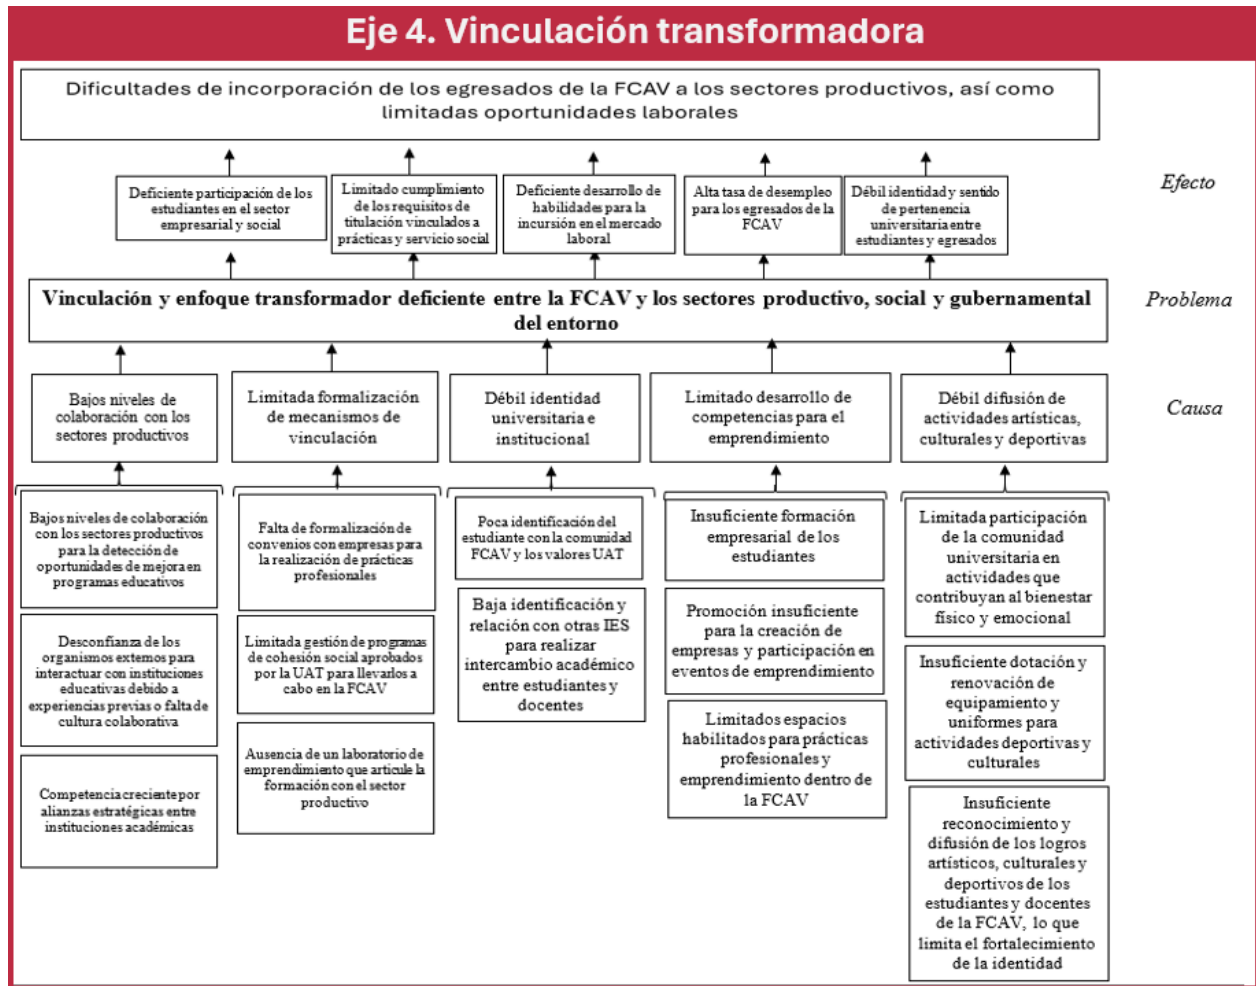 Eje 4. Vinculación transformadora
Dificultades de incorporación de los egresados de la FCAV a los sectores productivos, así como
limitadas oportunidades laborales
Efecto
Deficiente participación de los
estudiantes en el sector
empresarial y social
Limitado cumplimiento
de los requisitos de
titulación vinculados a
prácticas y servicio social
Deficiente desarrollo de
habilidades para la
incursión en el mercado
laboral
Alta tasa de desempleo
para los egresados de la
FCAV
Débil identidad y sentido
de pertenencia
universitaria entre
estudiantes y egresados
Vinculación y enfoque transformador deficiente entre la FCAV y los sectores productivo, social y gubernamental
del entorno
Problema
Bajos niveles de
colaboración con los
sectores productivos
Limitada formalización
de mecanismos de
vinculación
Débil identidad
universitaria e
institucional
Limitado desarrollo de
competencias para el
emprendimiento
Débil difusión de
actividades artísticas,
culturales y deportivas
Causa
Bajos niveles de colaboración
con los sectores productivos
para la detección de
oportunidades de mejora en
programas educativos
Desconfianza de los
organismos externos para
interactuar con instituciones
educativas debido a
experiencias previas o falta de
cultura colaborativa
Competencia creciente por
alianzas estratégicas entre
instituciones académicas
Falta de formalización de
convenios con empresas para
la realización de prácticas
profesionales
Limitada gestión de programas
de cohesión social aprobados
por la UAT para llevarlos a
cabo en la FCAV
Ausencia de un laboratorio de
emprendimiento que articule la
formación con el sector
productivo
Poca identificación del
estudiante con la comunidad
FCAV y los valores UAT
Baja identificación y
relación con otras IES
para realizar
intercambio académico
entre estudiantes y
docentes
Insuficiente formación
empresarial de los
estudiantes
Promoción insuficiente
para la creación de
empresas y participación en
eventos de emprendimiento
Limitados espacios
habilitados para prácticas
profesionales y
emprendimiento dentro de
la FCAV
Limitada participación
de la comunidad
universitaria en
actividades que
contribuyan al bienestar
físico y emocional
Insuficiente dotación y
renovación de
equipamiento y
uniformes para
actividades deportivas y
culturales
Insuficiente
reconocimiento y
difusión de los logros
artísticos, culturales y
deportivos de los
estudiantes y docentes
de la FCAV, lo que
limita el fortalecimiento
de la identidad